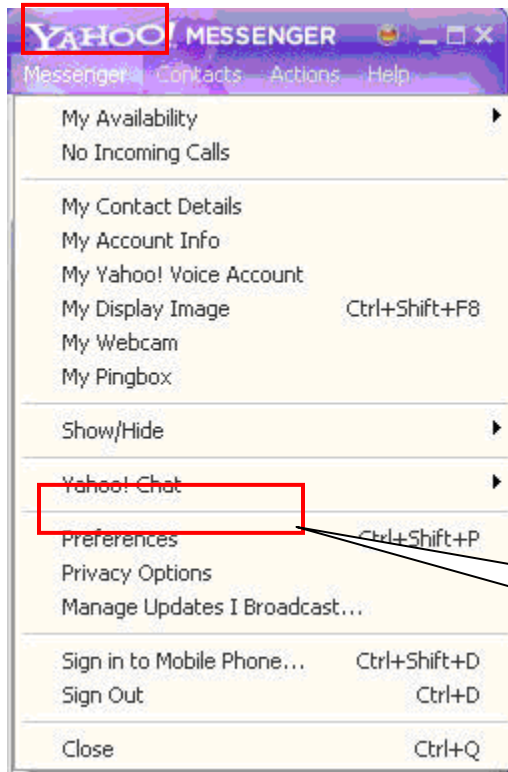 YAHOO! MESSENGER
Messenger Contacts Actions Help
My Availability
No Incoming Calls
My Contact Details
My Account Info
My Yahoo! Voice Account
My Display Image Ctrl+Shift+F8
My Webcam
My Pingbox
Show/Hide
Yahoo! Chat
Preferences Ctrl+Shift+P
Privacy Options
Manage Updates I Broadcast...
Sign in to Mobile Phone... Ctrl+Shift+D
Sign Out Ctrl+D
Close Ctrl+Q